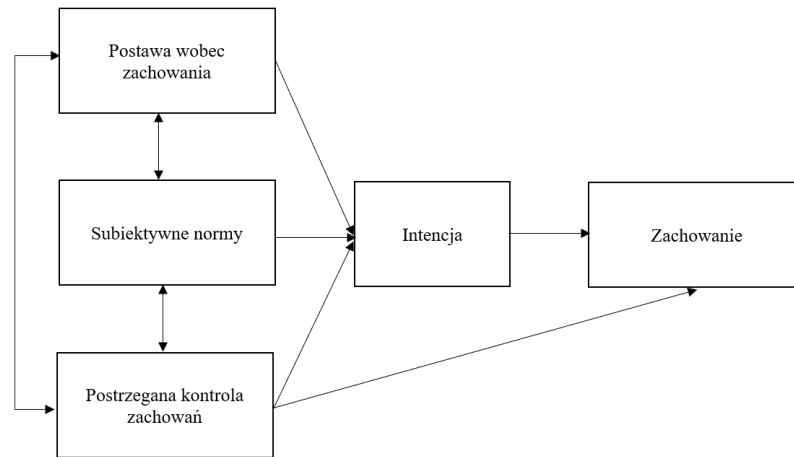 Postawa wobec
zachowania
Subiektywne normy
Intencja
Zachowanie
Postrzegana kontrola
zachowań